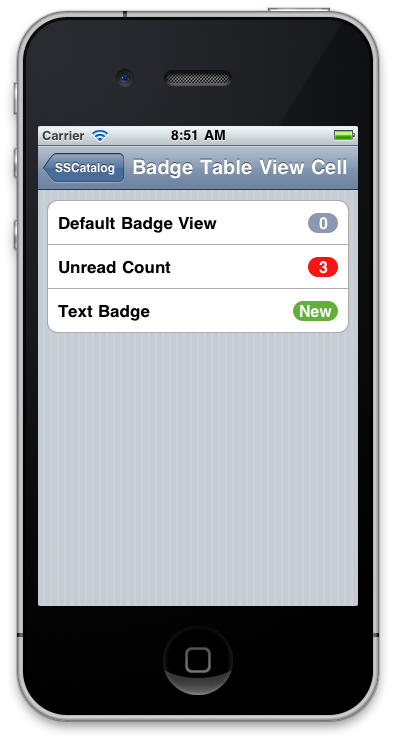 Carrier 8:51 AM
SSCatalog Badge Table View Cell
Default Badge View 0
Unread Count 3
Text Badge New